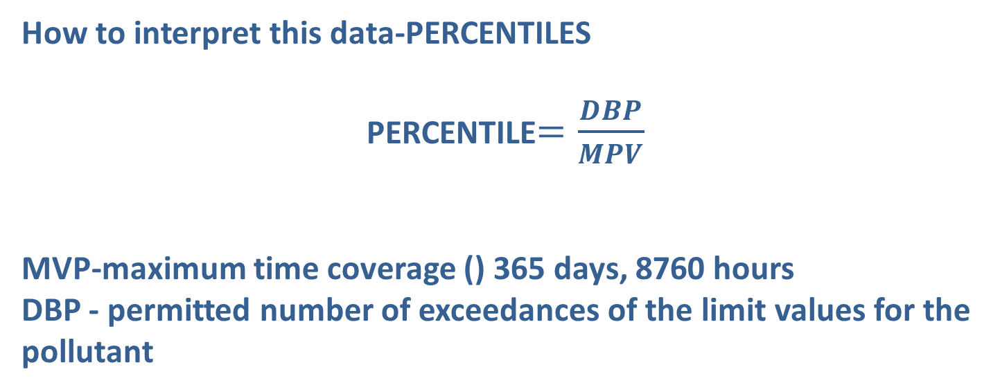 How to interpret this data-PERCENTILES
PERCENTILE= DBP
MPV
MVP-maximum time coverage () 365 days, 8760 hours
DBP - permitted number of exceedances of the limit values for the
pollutant